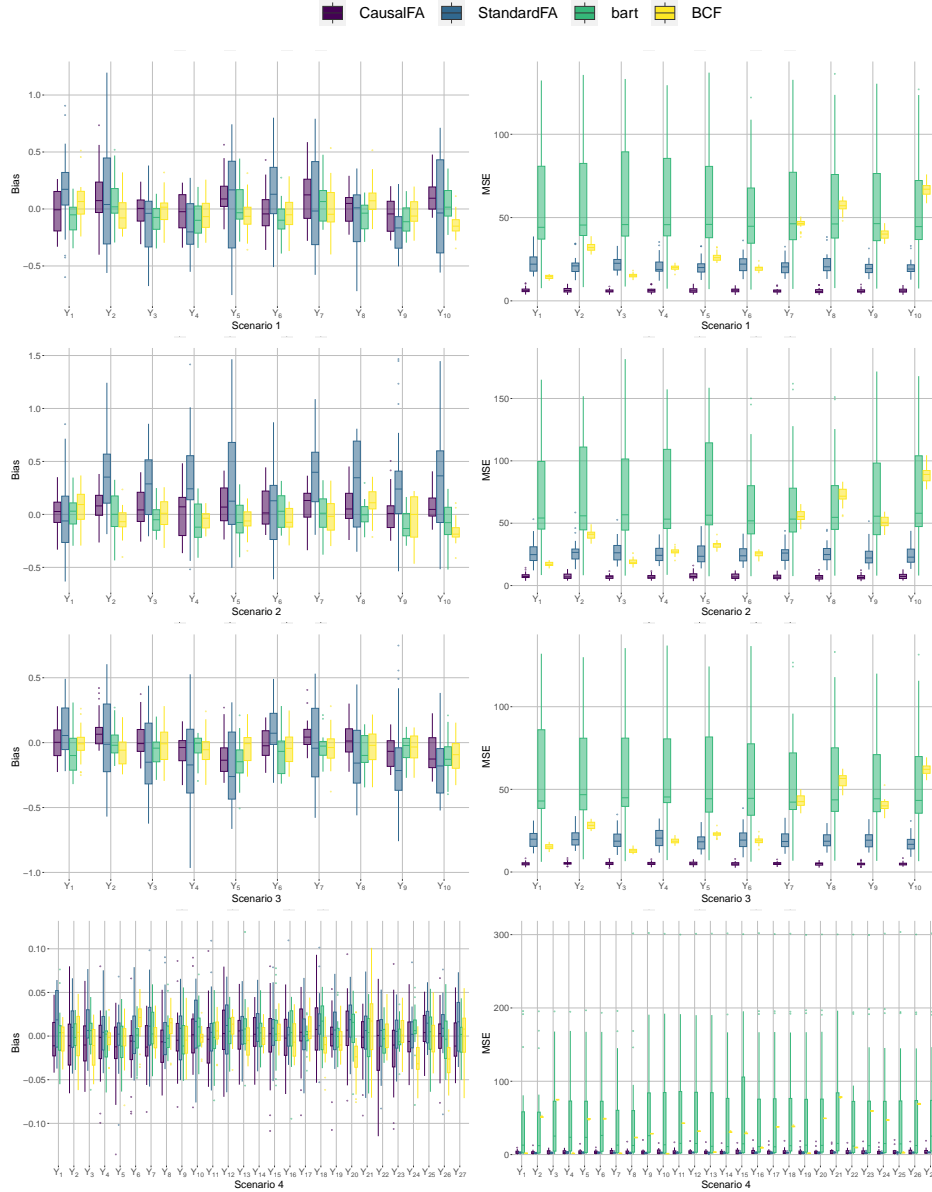 CausalFA StandardFA bart BCF
Bias
1.0
0.5
0.0
−0.5
Y1 Y2 Y3 Y4 Y5 Y6 Y7 Y8 Y9 Y10
Scenario 1
MSE
100
50
0
Y1 Y2 Y3 Y4 Y5 Y6 Y7 Y8 Y9 Y10
Scenario 1
Bias
1.5
1.0
0.5
0.0
−0.5
Y1 Y2 Y3 Y4 Y5 Y6 Y7 Y8 Y9 Y10
Scenario 2
MSE
150
100
50
0
Y1 Y2 Y3 Y4 Y5 Y6 Y7 Y8 Y9 Y10
Scenario 2
Bias
0.5
0.0
−0.5
−1.0
Y1 Y2 Y3 Y4 Y5 Y6 Y7 Y8 Y9 Y10
Scenario 3
MSE
100
50
0
Y1 Y2 Y3 Y4 Y5 Y6 Y7 Y8 Y9 Y10
Scenario 3
Bias
0.10
0.05
0.00
−0.05
−0.10
Y1 Y2 Y3 Y4 Y5 Y6 Y7 Y8 Y9 Y10 Y11 Y12 Y13 Y14 Y15 Y16 Y17 Y18 Y19 Y20 Y21 Y22 Y23 Y24 Y25 Y26 Y27
Scenario 4
MSE
300
200
100
0
Y1 Y2 Y3 Y4 Y5 Y6 Y7 Y8 Y9 Y10 Y11 Y12 Y13 Y14 Y15 Y16 Y17 Y18 Y19 Y20 Y21 Y22 Y23 Y24 Y25 Y26
Scenario 4